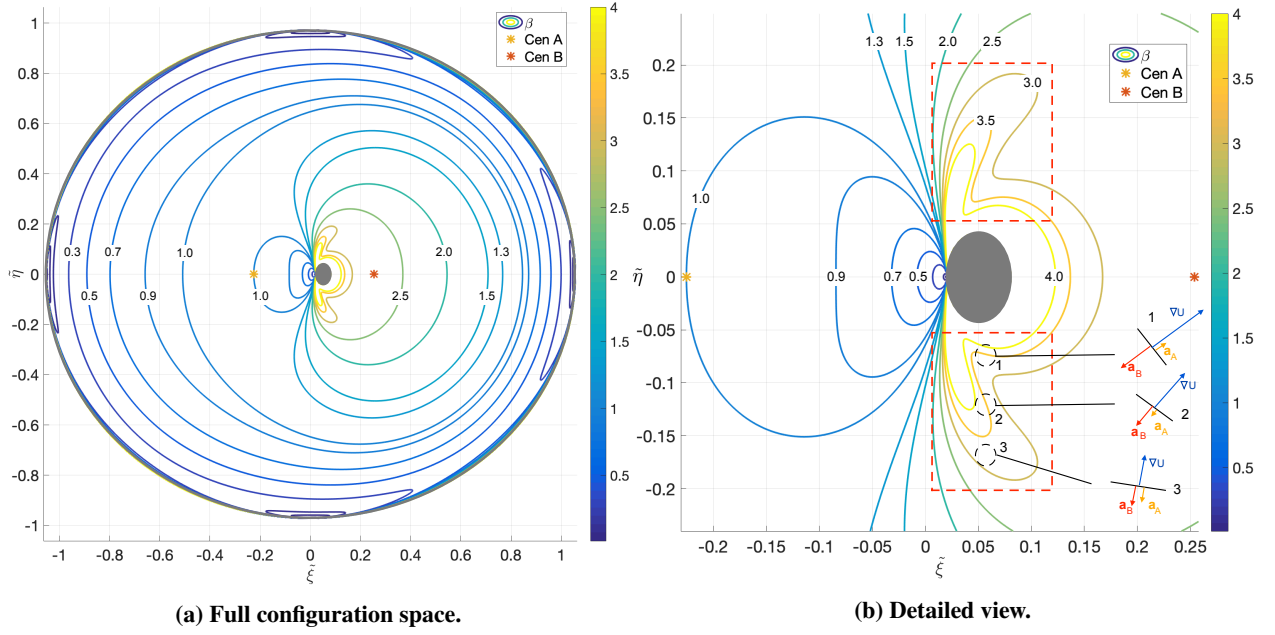 1
0.8
0.6
0.4
0.2
0
-0.2
-0.4
-0.6
-0.8
-1
η̃
-1 -0.8 -0.6 -0.4 -0.2 0 0.2 0.4 0.6 0.8 1
ξ̃
β
Cen A
Cen B
0.3 0.7 1.0 2.0 1.3
0.5 0.9 1.0 2.5 1.5
4
3.5
3
2.5
2
1.5
1
0.5
(a) Full configuration space.
0.2
0.15
0.1
0.05
0
-0.05
-0.1
-0.15
-0.2
η̃
-0.2 -0.15 -0.1 -0.05 0 0.05 0.1 0.15 0.2 0.25
ξ̃
β
Cen A
Cen B
1.3 1.5 2.0 2.5
3.0
3.5
1.0
0.9 0.7 0.5 4.0
1
2
3
1 ∇U
a_B a_A
∇U
2
a_B a_A
∇U
3
a_B a_A
4
3.5
3
2.5
2
1.5
1
0.5
(b) Detailed view.